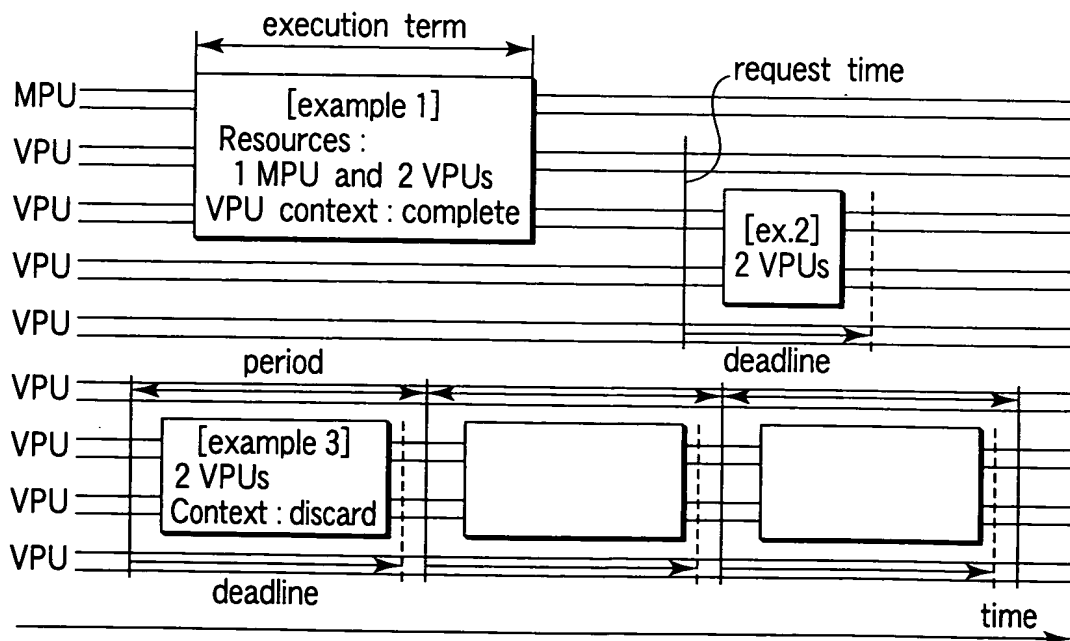 execution term
request time
MPU
[example 1]
Resources :
VPU
1 MPU and 2 VPUs
VPU
VPU context : complete
[ex.2]
VPU
2 VPUs
VPU
period
deadline
VPU
[example 3]
VPU
2 VPUs
VPU
Context : discard
VPU
deadline
time